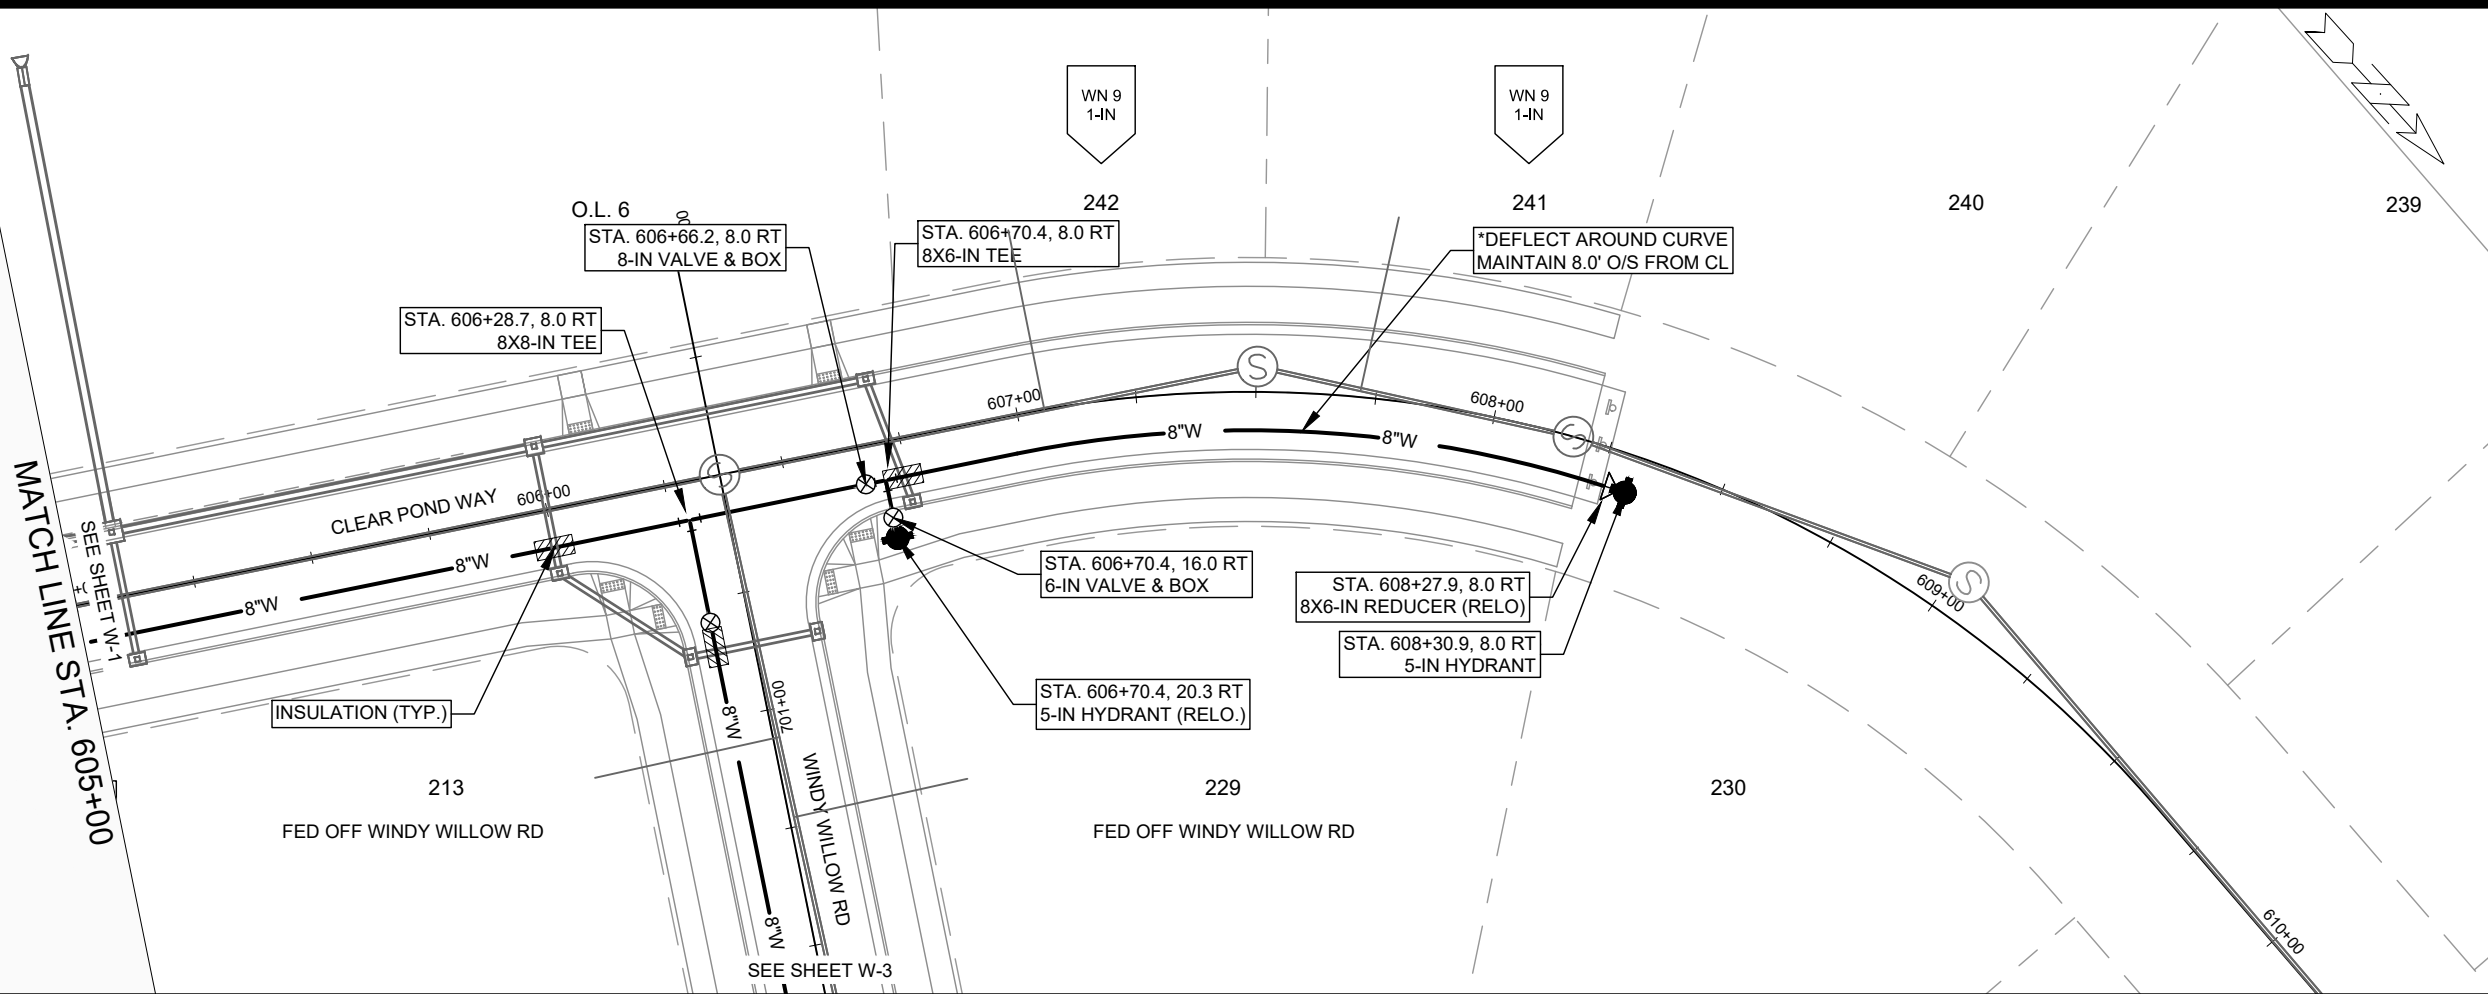 WN 9
1-IN
WN 9
1-IN
242
241
240
239
O.L. 6
00
STA. 606+66.2, 8.0 RT
8-IN VALVE & BOX
STA. 606+70.4, 8.0 RT
8X6-IN TEE
*DEFLECT AROUND CURVE
MAINTAIN 8.0' O/S FROM CL
STA. 606+28.7, 8.0 RT
8X8-IN TEE
607+00
608+00
8"W
8"W
S
S
S
S
MATCH LINE STA. 605+00
SEE SHEET W-1
CLEAR POND WAY
606+00
8"W
8"W
STA. 606+70.4, 16.0 RT
6-IN VALVE & BOX
STA. 608+27.9, 8.0 RT
8X6-IN REDUCER (RELO)
609+00
STA. 608+30.9, 8.0 RT
5-IN HYDRANT
INSULATION (TYP.)
STA. 606+70.4, 20.3 RT
5-IN HYDRANT (RELO.)
701+00
8"W
WINDY WILLOW RD
213
FED OFF WINDY WILLOW RD
229
FED OFF WINDY WILLOW RD
230
8"W
610+00
SEE SHEET W-3